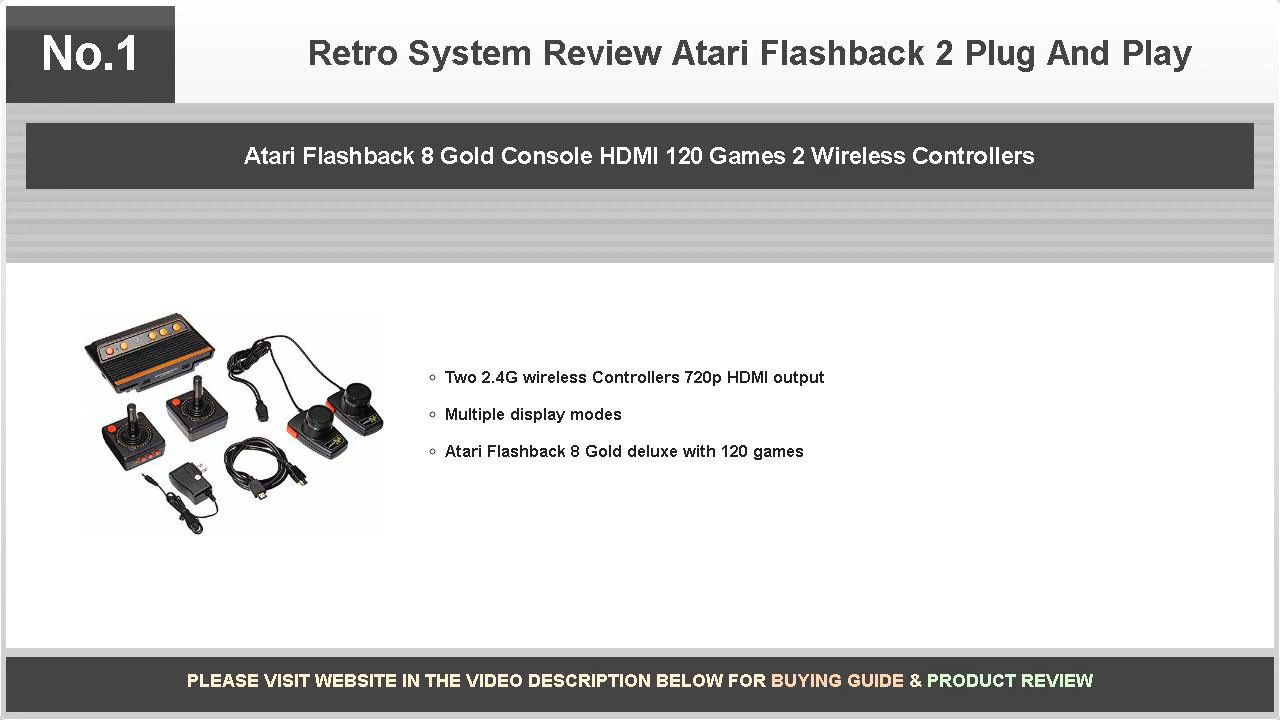 No.1
Retro System Review Atari Flashback 2 Plug And Play
Atari Flashback 8 Gold Console HDMI 120 Games 2 Wireless Controllers
Two 2.4G wireless Controllers 720p HDMI output
Multiple display modes
Atari Flashback 8 Gold deluxe with 120 games
PLEASE VISIT WEBSITE IN THE VIDEO DESCRIPTION BELOW FOR BUYING GUIDE & PRODUCT REVIEW